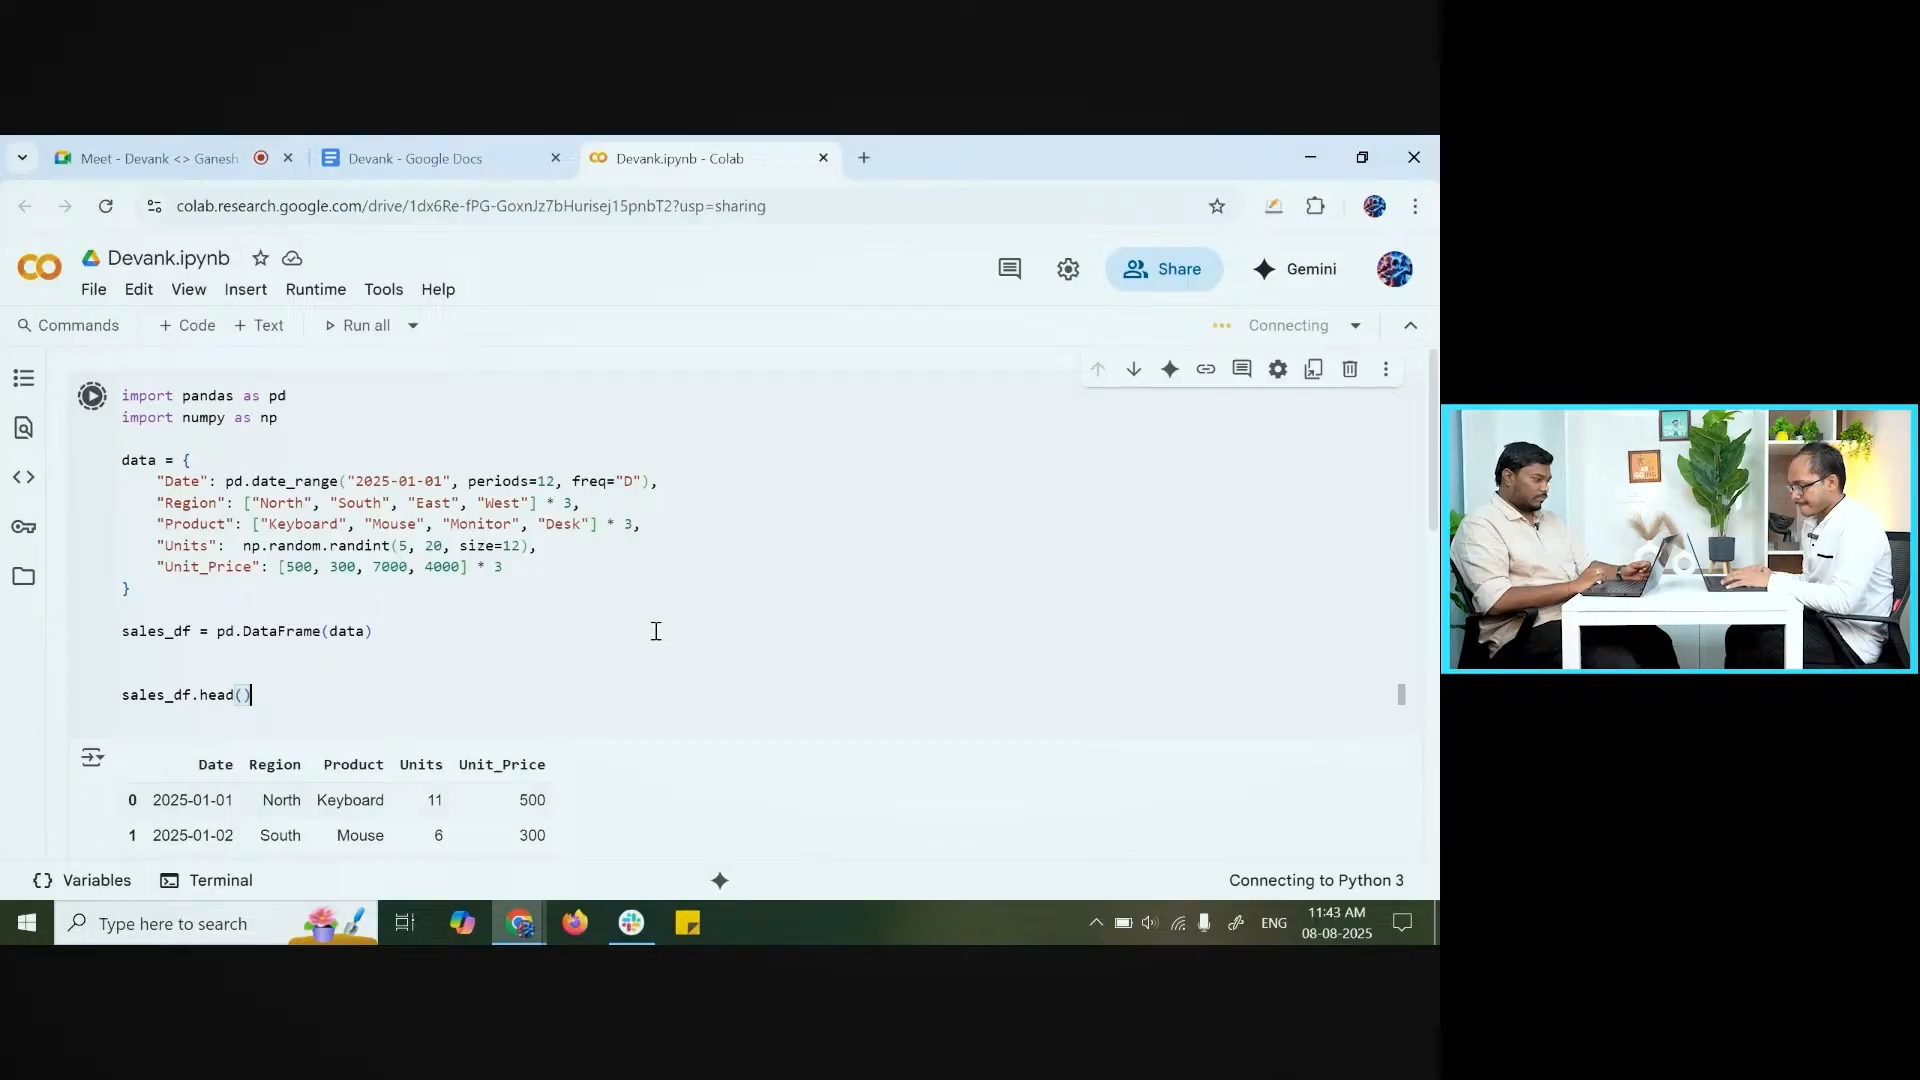 Meet - Devank <> Ganesh
Devank - Google Docs
Devank.ipynb - Colab
colab.research.google.com/drive/1dx6Re-fPG-GoxnJz7bHurisej15pnbT2?usp=sharing
CO
Devank.ipynb
File Edit View Insert Runtime Tools Help
Share
Gemini
Commands + Code + Text Run all
Connecting
import pandas as pd
import numpy as np
data = {
"Date": pd.date_range("2025-01-01", periods=12, freq="D"),
"Region": ["North", "South", "East", "West"] * 3,
"Product": ["Keyboard", "Mouse", "Monitor", "Desk"] * 3,
"Units":  np.random.randint(5, 20, size=12),
"Unit_Price": [500, 300, 7000, 4000] * 3
}
sales_df = pd.DataFrame(data)
sales_df.head()
Date Region Product Units Unit_Price
0 2025-01-01 North Keyboard 11 500
1 2025-01-02 South Mouse 6 300
{} Variables Terminal
Connecting to Python 3
Type here to search
ENG
11:43 AM
08-08-2025